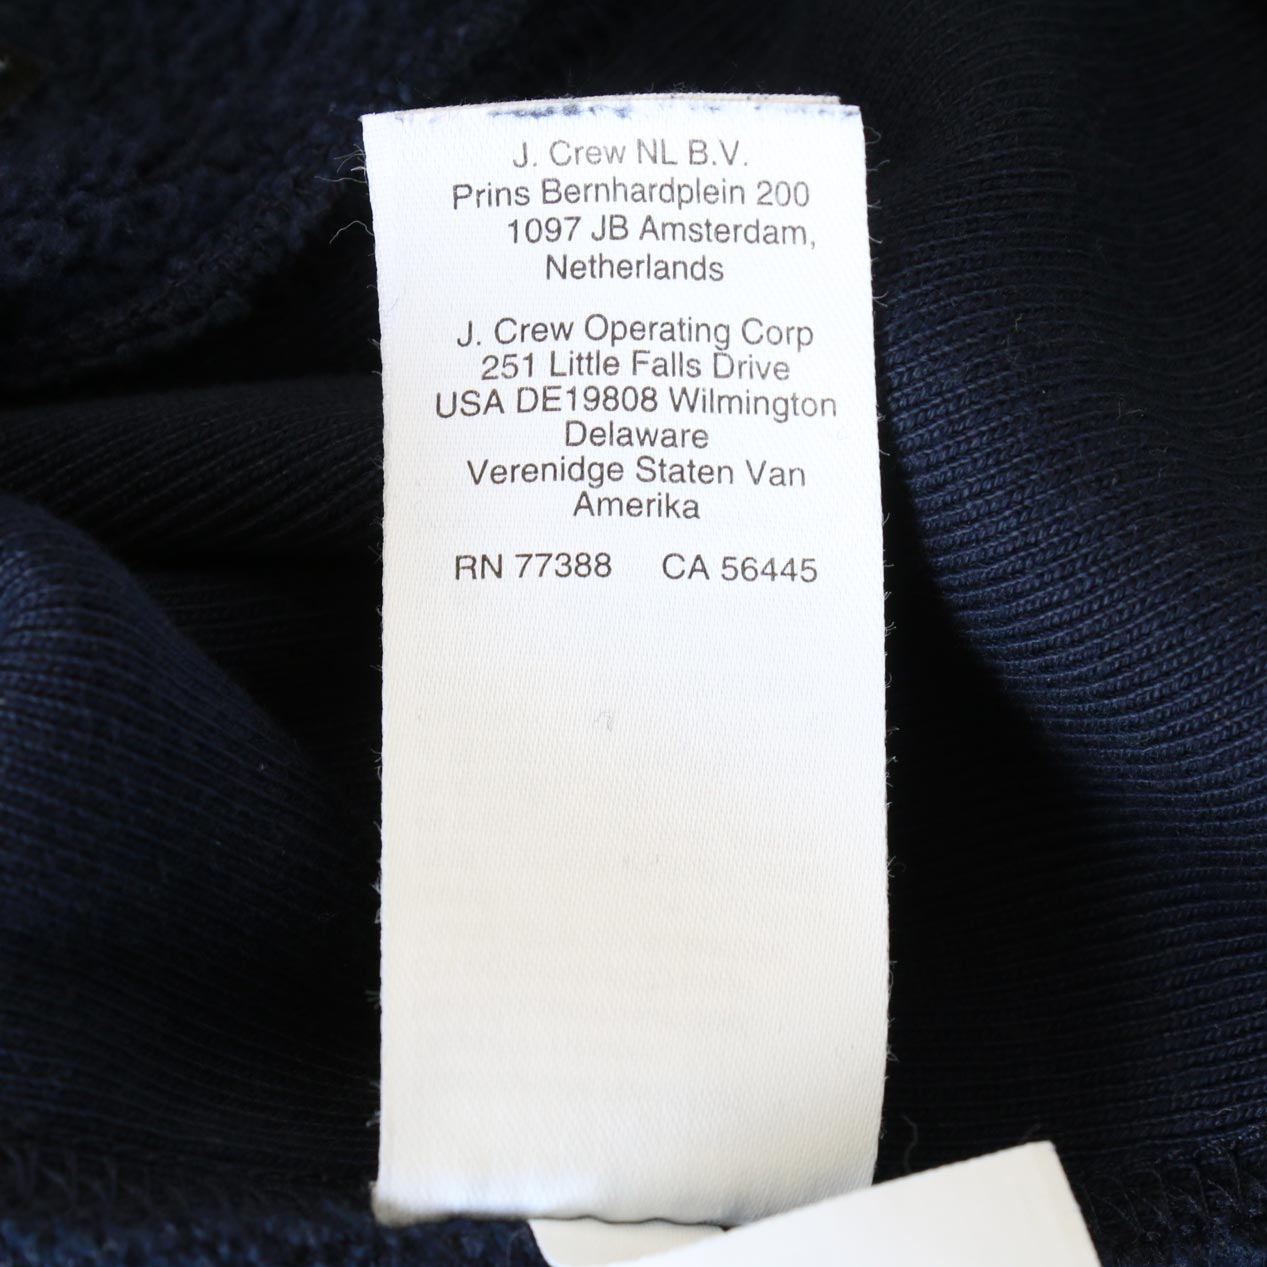 J. Crew NL B.V.
Prins Bernhardplein 200
1097 JB Amsterdam,
Netherlands
J. Crew Operating Corp
251 Little Falls Drive
USA DE19808 Wilmington
Delaware
Verenidge Staten Van
Amerika
RN 77388 CA 56445